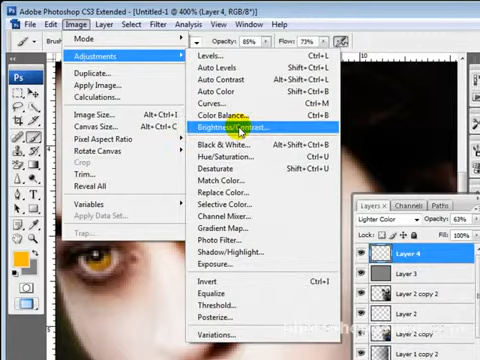 Adobe Photoshop CS3 Extended - [Untitled-1 @ 400% (Layer 4, RGB/8*)]
File Edit Image Layer Select Filter Analysis View Window Help
Brush: Opacity: 85% Flow: 73%
Mode
Adjustments
Duplicate...
Apply Image...
Calculations...
Image Size... Alt+Ctrl+I
Canvas Size... Alt+Ctrl+C
Pixel Aspect Ratio
Rotate Canvas
Crop
Trim...
Reveal All
Variables
Apply Data Set...
Trap...
Levels... Ctrl+L
Auto Levels Shift+Ctrl+L
Auto Contrast Alt+Shift+Ctrl+L
Auto Color Shift+Ctrl+B
Curves... Ctrl+M
Color Balance... Ctrl+B
Brightness/Contrast...
Black & White... Alt+Shift+Ctrl+B
Hue/Saturation... Ctrl+U
Desaturate Shift+Ctrl+U
Match Color...
Replace Color...
Selective Color...
Channel Mixer...
Gradient Map...
Photo Filter...
Shadow/Highlight...
Exposure...
Invert Ctrl+I
Equalize
Threshold...
Posterize...
Variations...
Ps
10
Layers Channels Paths
Lighter Color Opacity: 63%
Lock: Fill: 100%
Layer 4
Layer 3
Layer 2 copy 2
Layer 2
Layer 2 copy
Layer 1 copy 2